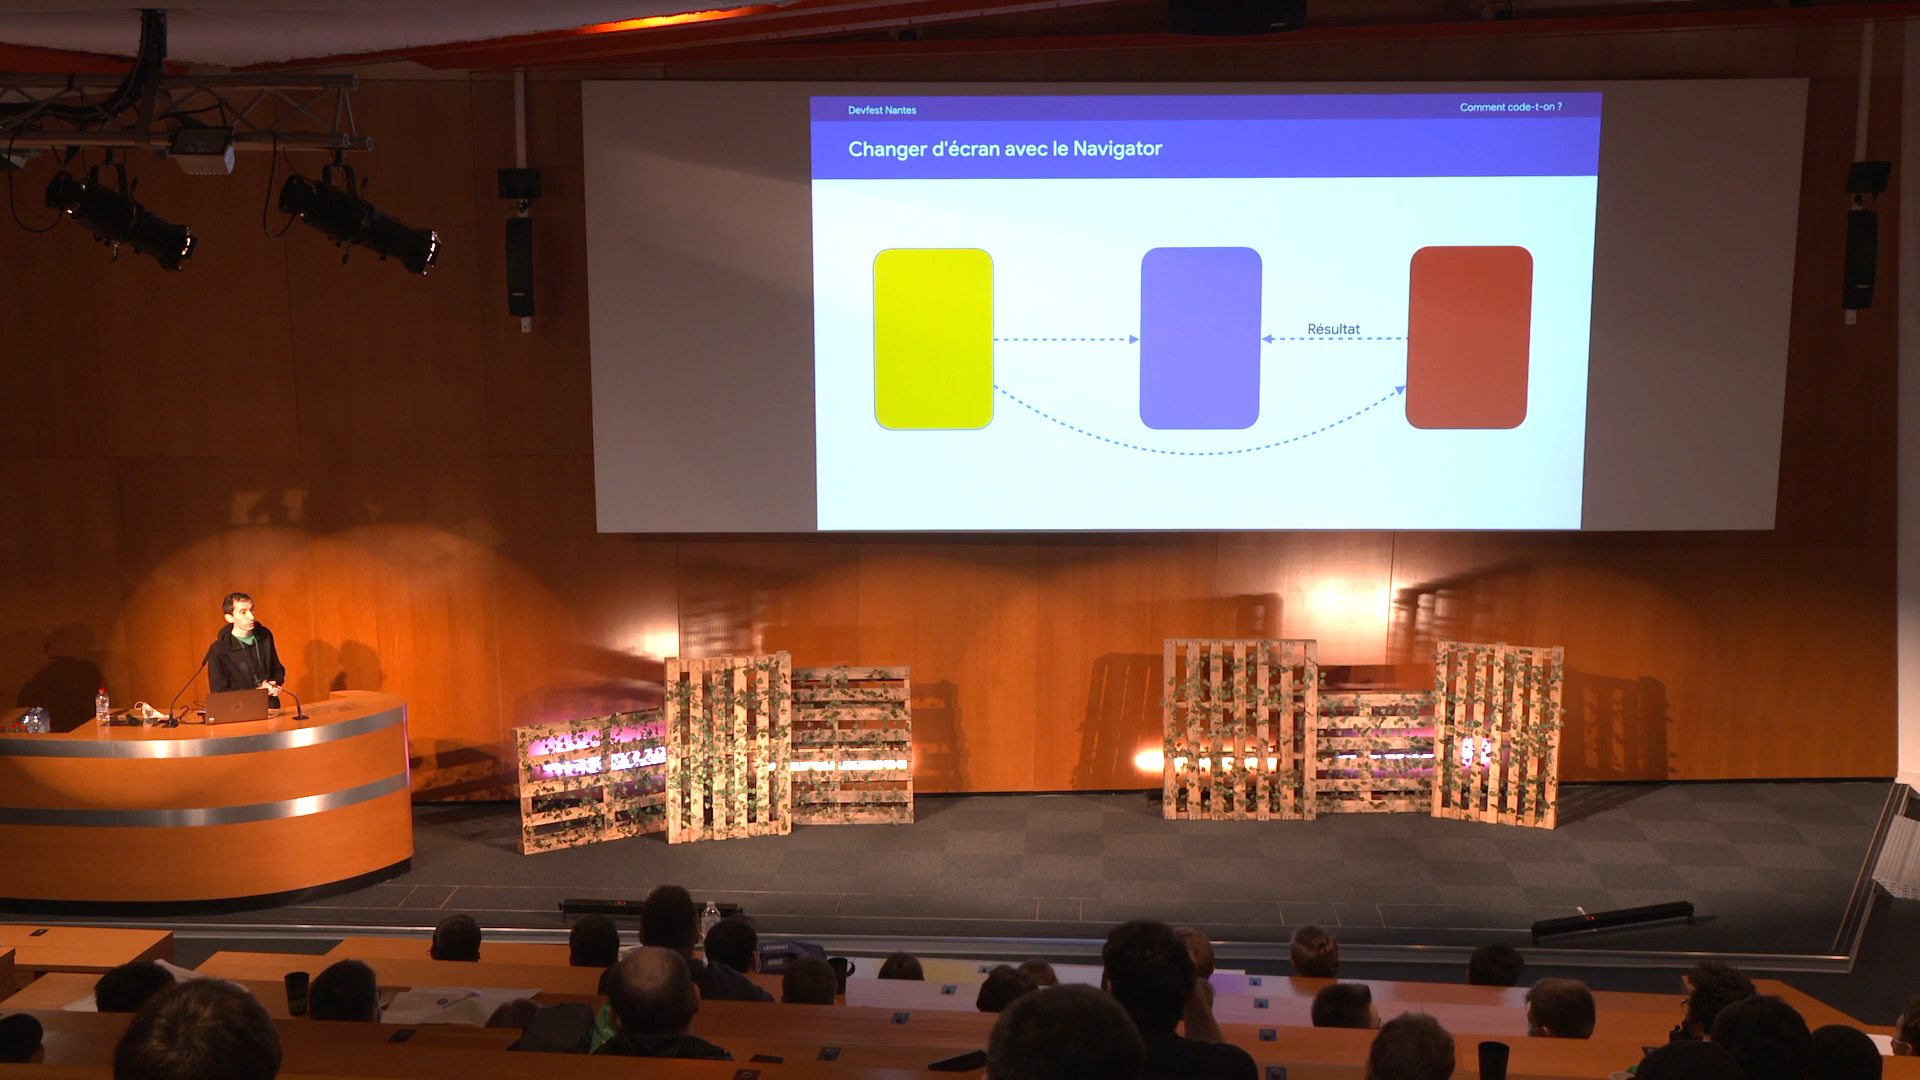 Devfest Nantes
Comment code-t-on ?
Changer d'écran avec le Navigator
Résultat